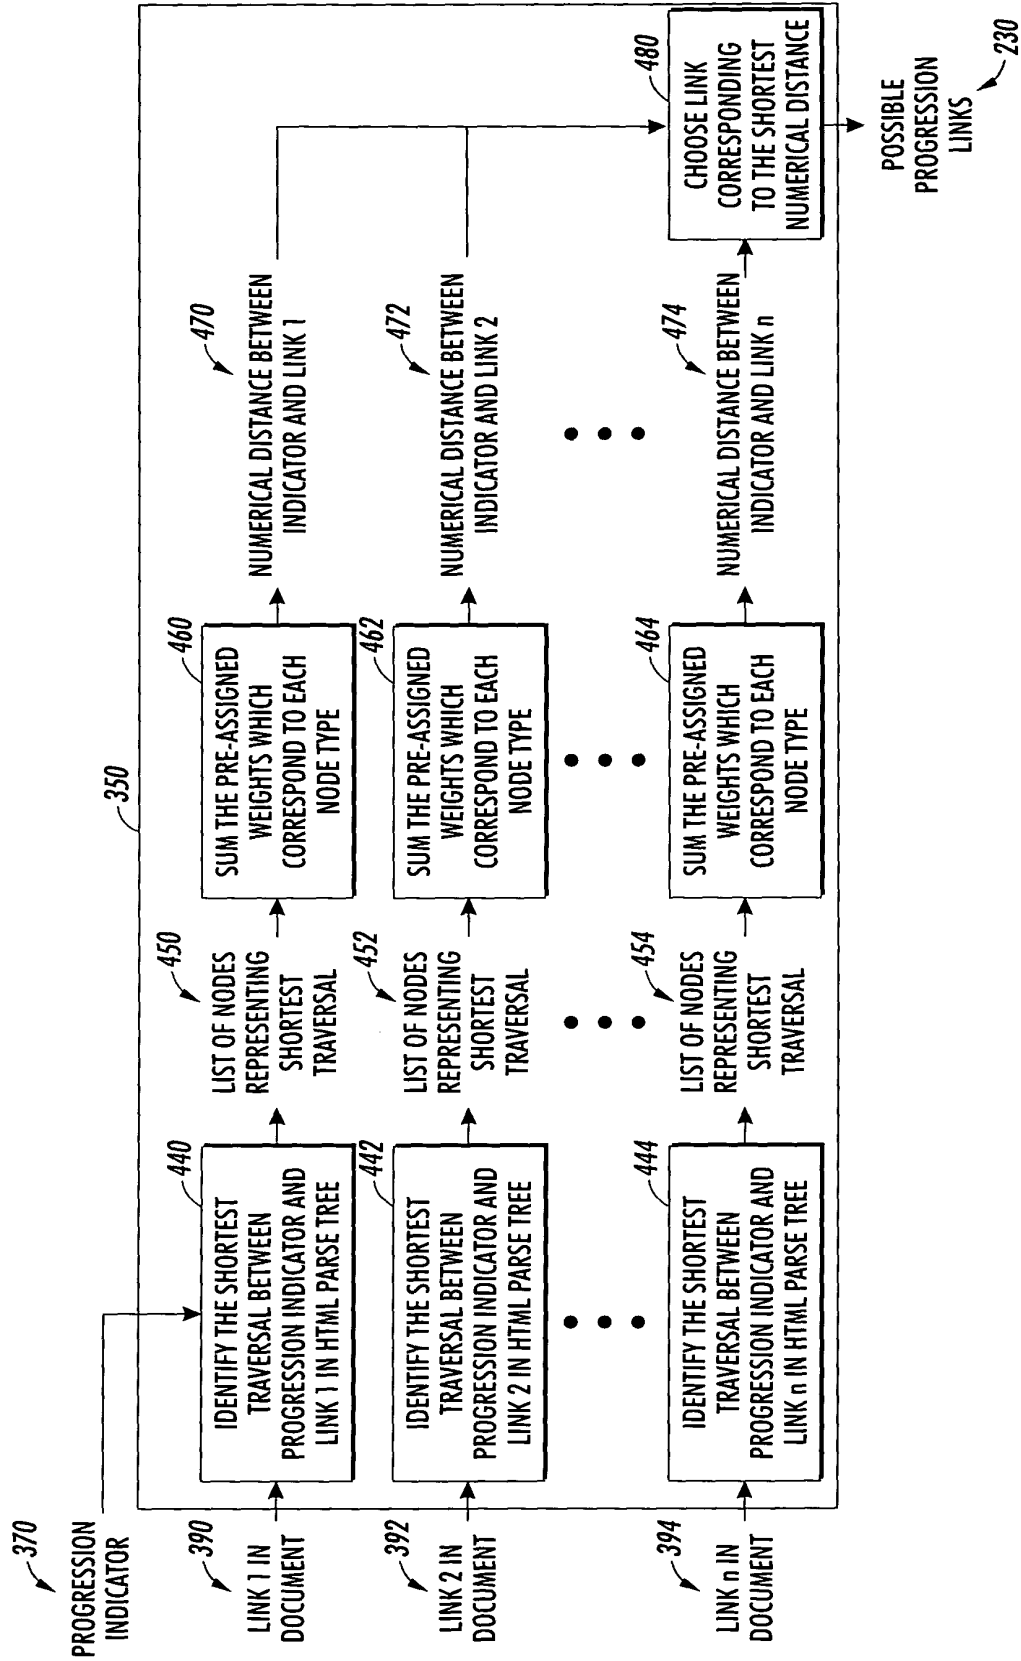 370
PROGRESSION
INDICATOR
350
390
LINK 1 IN
DOCUMENT
440
IDENTIFY THE SHORTEST
TRAVERSAL BETWEEN
PROGRESSION INDICATOR AND
LINK 1 IN HTML PARSE TREE
450
LIST OF NODES
REPRESENTING
SHORTEST
TRAVERSAL
460
SUM THE PRE-ASSIGNED
WEIGHTS WHICH
CORRESPOND TO EACH
NODE TYPE
470
NUMERICAL DISTANCE BETWEEN
INDICATOR AND LINK 1
392
LINK 2 IN
DOCUMENT
442
IDENTIFY THE SHORTEST
TRAVERSAL BETWEEN
PROGRESSION INDICATOR AND
LINK 2 IN HTML PARSE TREE
452
LIST OF NODES
REPRESENTING
SHORTEST
TRAVERSAL
462
SUM THE PRE-ASSIGNED
WEIGHTS WHICH
CORRESPOND TO EACH
NODE TYPE
472
NUMERICAL DISTANCE BETWEEN
INDICATOR AND LINK 2
394
LINK n IN
DOCUMENT
444
IDENTIFY THE SHORTEST
TRAVERSAL BETWEEN
PROGRESSION INDICATOR AND
LINK n IN HTML PARSE TREE
454
LIST OF NODES
REPRESENTING
SHORTEST
TRAVERSAL
464
SUM THE PRE-ASSIGNED
WEIGHTS WHICH
CORRESPOND TO EACH
NODE TYPE
474
NUMERICAL DISTANCE BETWEEN
INDICATOR AND LINK n
480
CHOOSE LINK
CORRESPONDING
TO THE SHORTEST
NUMERICAL DISTANCE
POSSIBLE
PROGRESSION
LINKS
230